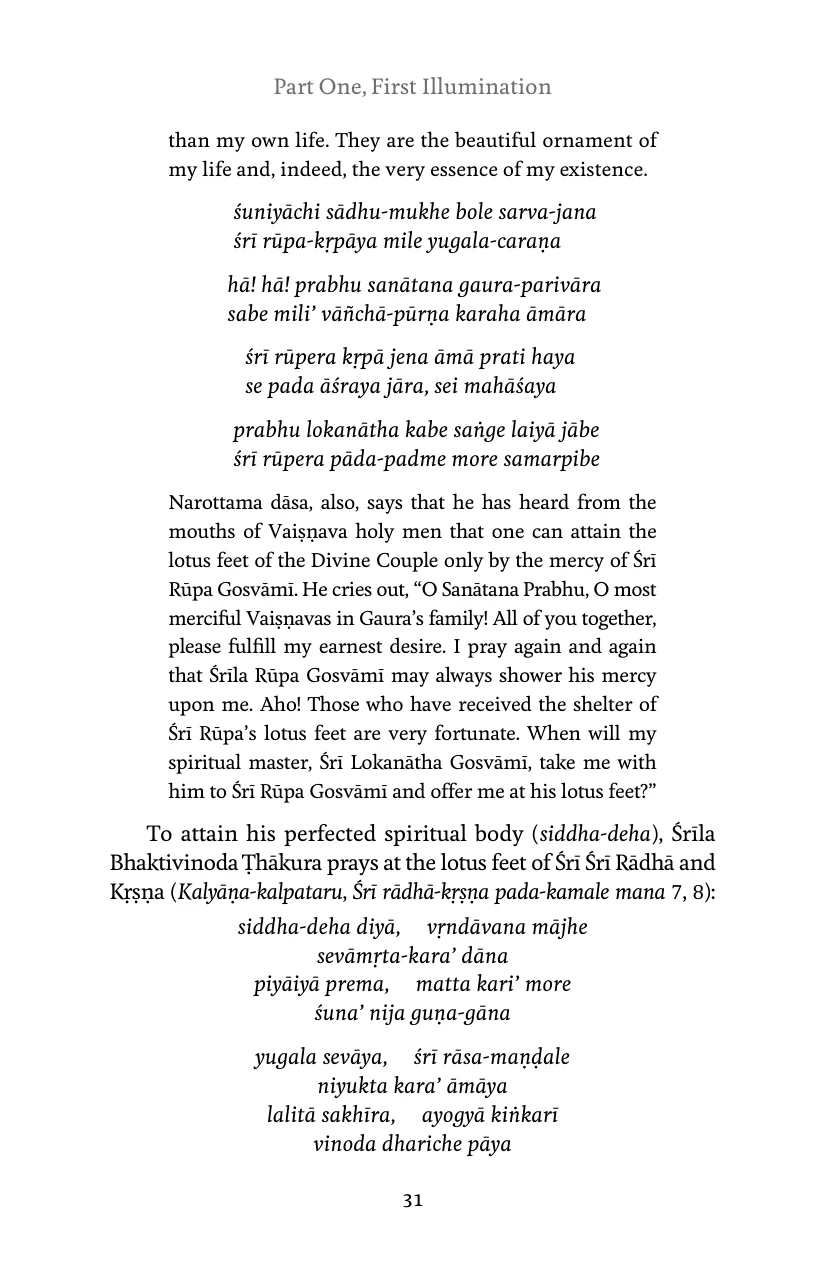 Part One, First Illumination
than my own life. They are the beautiful ornament of
my life and, indeed, the very essence of my existence.
śuniyāchi sādhu-mukhe bole sarva-jana
śrī rūpa-kṛpāya mile yugala-caraṇa
hā! hā! prabhu sanātana gaura-parivāra
sabe mili’ vāñchā-pūrṇa karaha āmāra
śrī rūpera kṛpā jena āmā prati haya
se pada āśraya jāra, sei mahāśaya
prabhu lokanātha kabe saṅge laiyā jābe
śrī rūpera pāda-padme more samarpibe
Narottama dāsa, also, says that he has heard from the
mouths of Vaiṣṇava holy men that one can attain the
lotus feet of the Divine Couple only by the mercy of Śrī
Rūpa Gosvāmī. He cries out, “O Sanātana Prabhu, O most
merciful Vaiṣṇavas in Gaura’s family! All of you together,
please fulfill my earnest desire. I pray again and again
that Śrīla Rūpa Gosvāmī may always shower his mercy
upon me. Aho! Those who have received the shelter of
Śrī Rūpa’s lotus feet are very fortunate. When will my
spiritual master, Śrī Lokanātha Gosvāmī, take me with
him to Śrī Rūpa Gosvāmī and offer me at his lotus feet?”
To attain his perfected spiritual body (siddha-deha), Śrīla
Bhaktivinoda Ṭhākura prays at the lotus feet of Śrī Śrī Rādhā and
Kṛṣṇa (Kalyāṇa-kalpataru, Śrī rādhā-kṛṣṇa pada-kamale mana 7, 8):
siddha-deha diyā, vṛndāvana mājhe
sevāmṛta-kara’ dāna
piyāiyā prema, matta kari’ more
śuna’ nija guṇa-gāna
yugala sevāya, śrī rāsa-maṇḍale
niyukta kara’ āmāya
lalitā sakhīra, ayogyā kiṅkarī
vinoda dhariche pāya
31